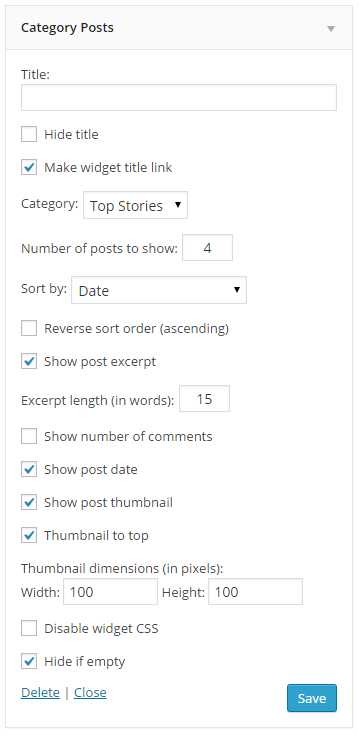 Category Posts
Title:
Hide title
Make widget title link
Category: Top Stories
Number of posts to show: 4
Sort by: Date
Reverse sort order (ascending)
Show post excerpt
Excerpt length (in words): 15
Show number of comments
Show post date
Show post thumbnail
Thumbnail to top
Thumbnail dimensions (in pixels):
Width: 100 Height: 100
Disable widget CSS
Hide if empty
Delete | Close Save